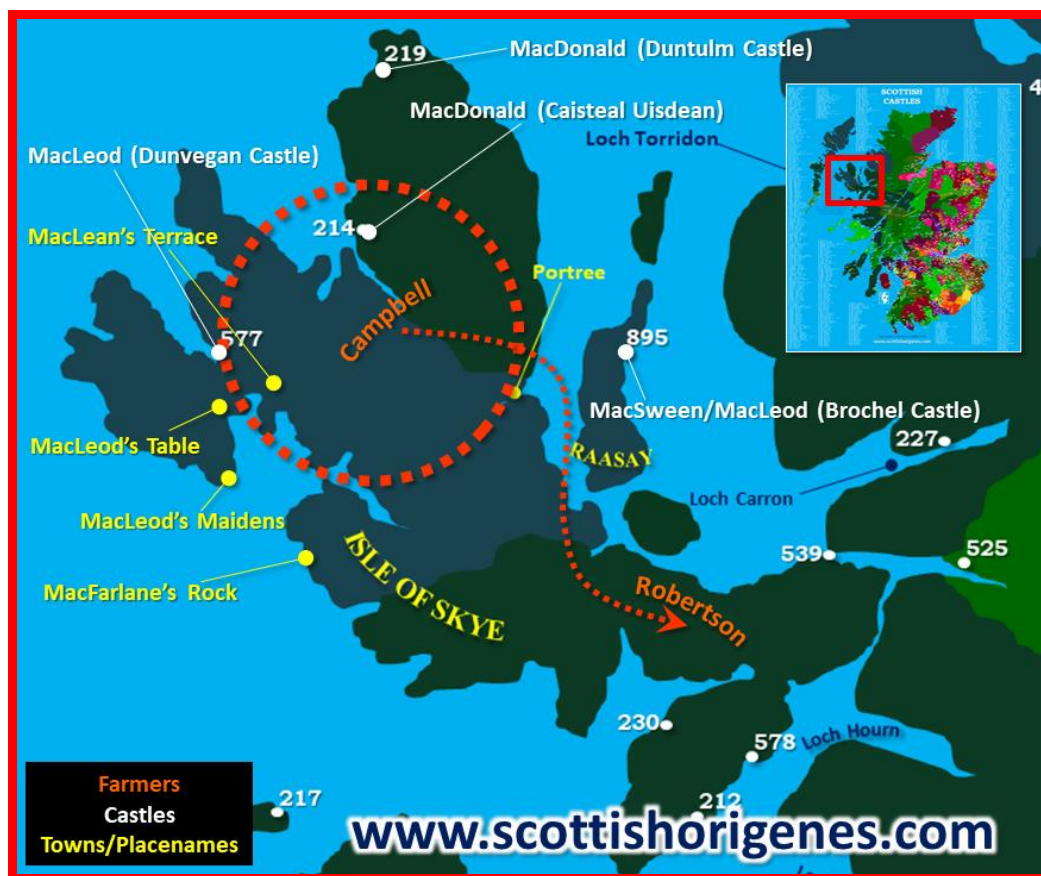 219
MacDonald (Duntulm Castle)
MacDonald (Caisteal Uisdean)
Loch Torridon
SCOTTISH
CASTLES
MacLeod (Dunvegan Castle)
MacLean's Terrace
214
Portree
Campbell
577
895
MacSween/MacLeod (Brochel Castle)
MacLeod's Table
227
RAASAY
Loch Carron
MacLeod's Maidens
ISLE OF SKYE
539
525
MacFarlane's Rock
Robertson
230
578
Loch Hourn
Farmers
Castles
Towns/Placenames
217
212
www.scottishorigenes.com